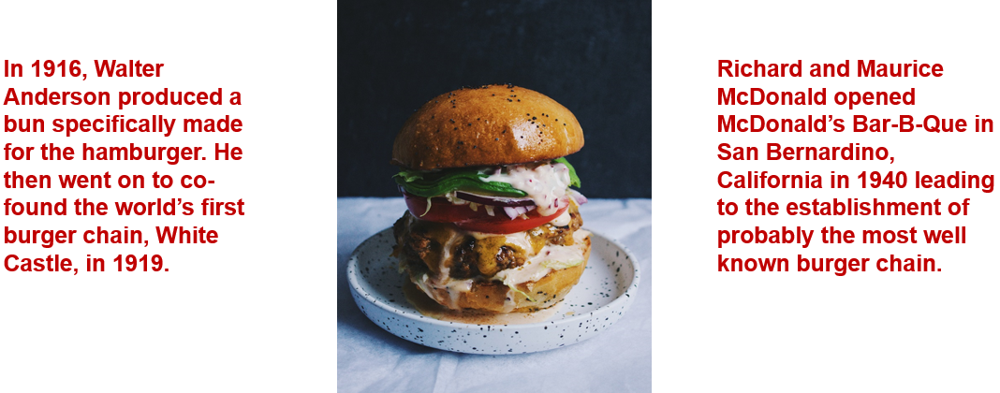 In 1916, Walter
Anderson produced a
bun specifically made
for the hamburger. He
then went on to co-
found the world’s first
burger chain, White
Castle, in 1919.
Richard and Maurice
McDonald opened
McDonald’s Bar-B-Que in
San Bernardino,
California in 1940 leading
to the establishment of
probably the most well
known burger chain.